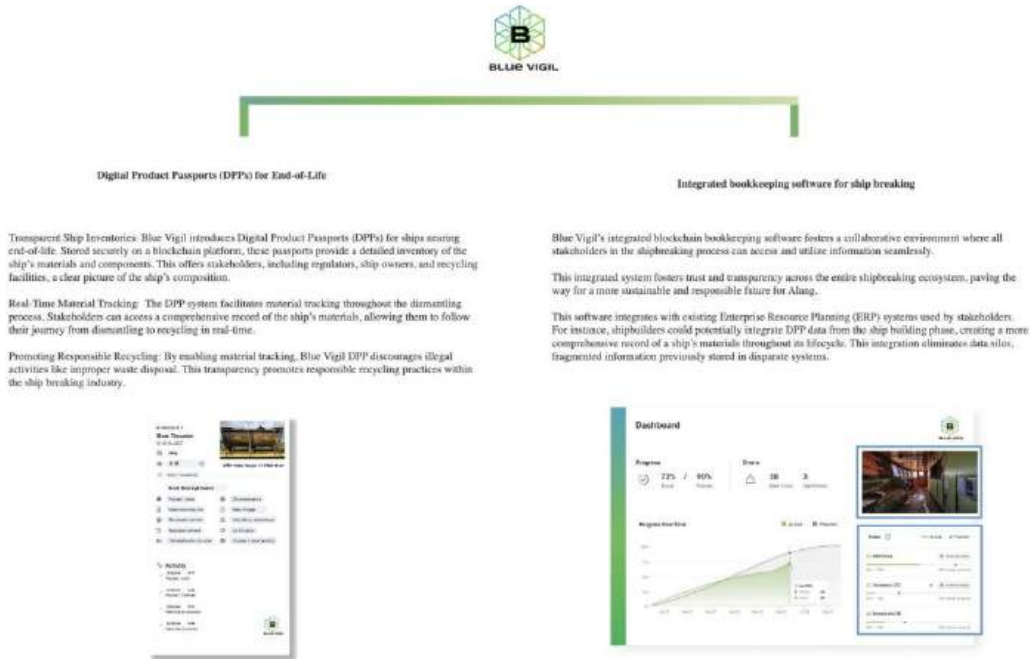 B
BLUE VIGIL
Digital Product Passports (DPPs) for End-of-Life
Transparent Ship Inventories: Blue Vigil introduces Digital Product Passports (DPPs) for ships nearing
end-of-life. Stored securely on a blockchain platform, these passports provide a detailed inventory of the
ship's materials and components. This offers stakeholders, including regulators, ship owners, and recycling
facilities, a clear picture of the ship's composition.
Real-Time Material Tracking: The DPP system facilitates material tracking throughout the dismantling
process. Stakeholders can access a comprehensive record of the ship's materials, allowing them to follow
their journey from dismantling to recycling in real-time.
Promoting Responsible Recycling: By enabling material tracking, Blue Vigil DPP discourages illegal
activities like improper waste disposal. This transparency promotes responsible recycling practices within
the ship breaking industry.
Activity
Integrated bookkeeping software for ship breaking
Blue Vigil's integrated blockchain bookkeeping software fosters a collaborative environment where all
stakeholders in the shipbreaking process can access and utilize information seamlessly.
This integrated system fosters trust and transparency across the entire shipbreaking ecosystem, paving the
way for a more sustainable and responsible future for Alang.
This software integrates with existing Enterprise Resource Planning (ERP) systems used by stakeholders.
For instance, shipbuilders could potentially integrate DPP data from the ship building phase, creating a more
comprehensive record of a ship's materials throughout its lifecycle. This integration eliminates data silos,
fragmented information previously stored in disparate systems.
Dashboard
Progress
72% / 90%
Progress Over Time